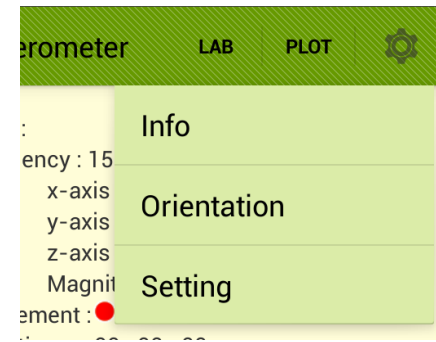 erometer LAB PLOT
:
Info
ency : 15
x-axis
Orientation
y-axis
z-axis
Magnit
Setting
ement :